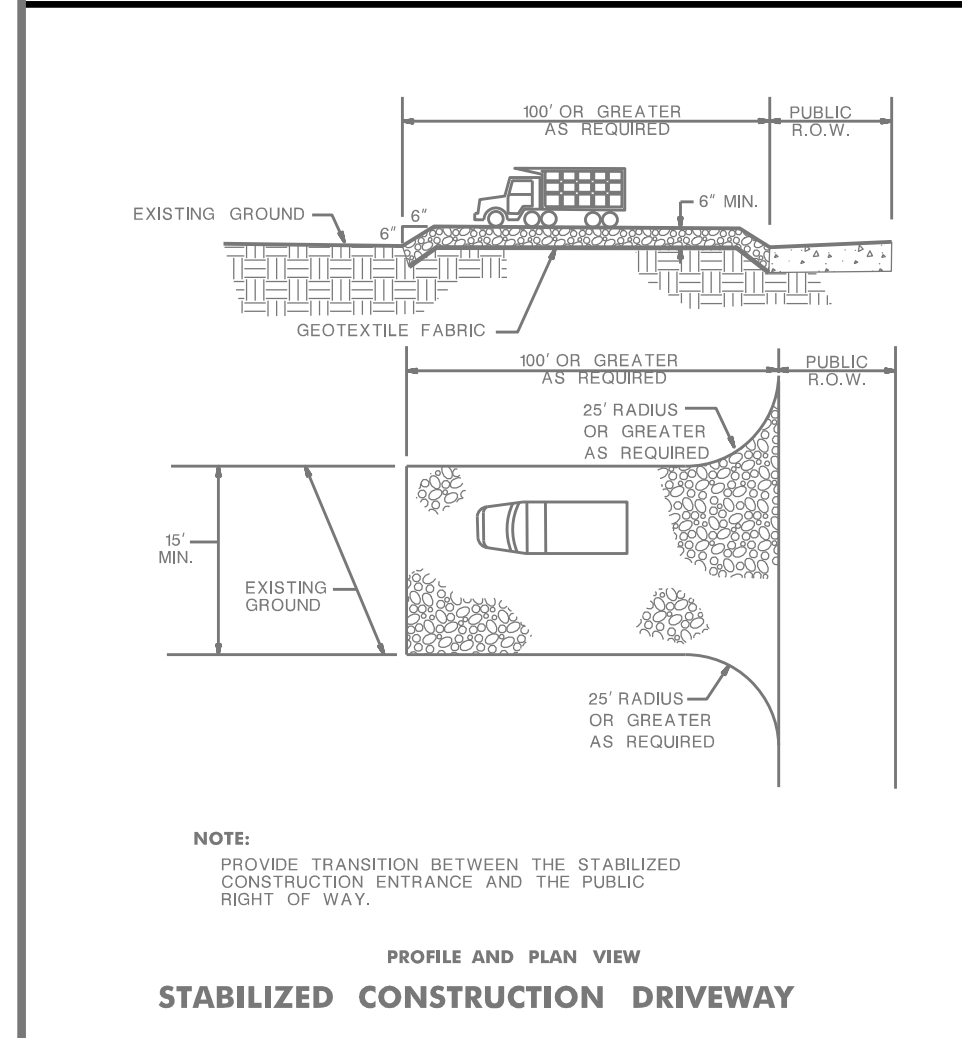 100' OR GREATER
AS REQUIRED
PUBLIC
R.O.W.
EXISTING GROUND
6"
6"
6" MIN.
GEOTEXTILE FABRIC
100' OR GREATER
AS REQUIRED
PUBLIC
R.O.W.
25' RADIUS
OR GREATER
AS REQUIRED
15'
MIN.
EXISTING
GROUND
25' RADIUS
OR GREATER
AS REQUIRED
NOTE:
PROVIDE TRANSITION BETWEEN THE STABILIZED
CONSTRUCTION ENTRANCE AND THE PUBLIC
RIGHT OF WAY.
PROFILE AND PLAN VIEW
STABILIZED CONSTRUCTION DRIVEWAY